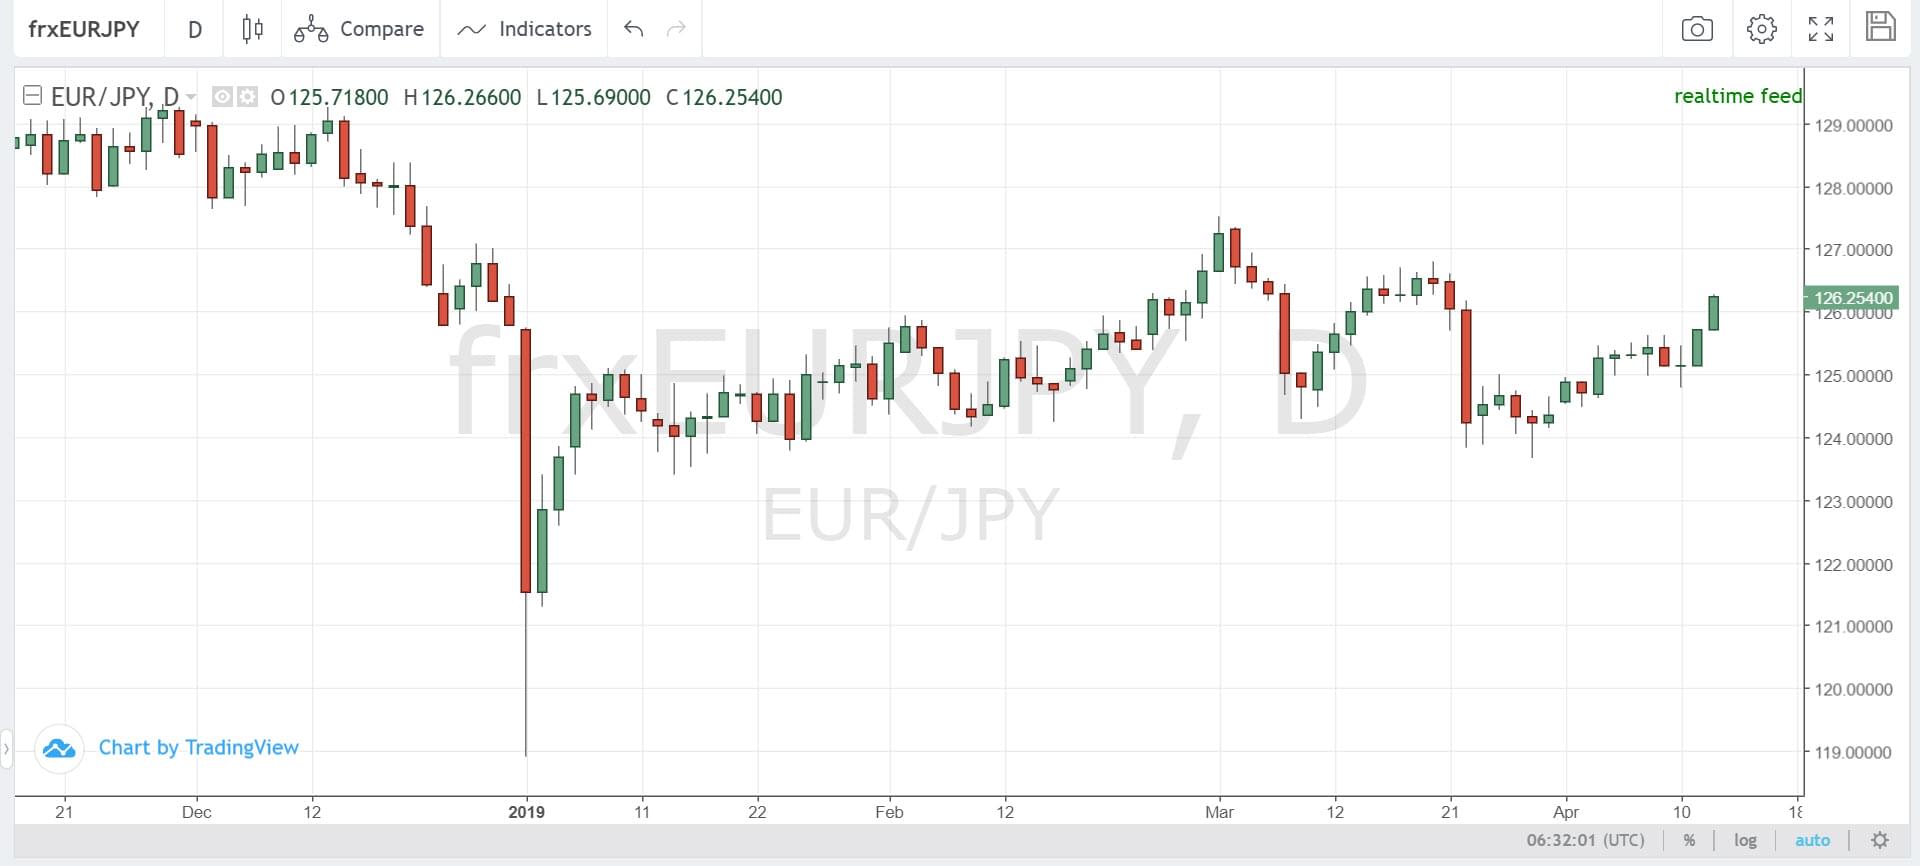 frxEURJPY D Compare Indicators
EUR/JPY, D O125.71800 H126.26600 L125.69000 C126.25400
realtime feed
129.00000
128.00000
127.00000
126.25400
126.00000
125.00000
124.00000
123.00000
122.00000
121.00000
120.00000
119.00000
frxEURJPY, D
EUR/JPY
Chart by TradingView
21 Dec 12 2019 11 22 Feb 12 Mar 12 21 Apr 10
06:32:01 (UTC) % log auto